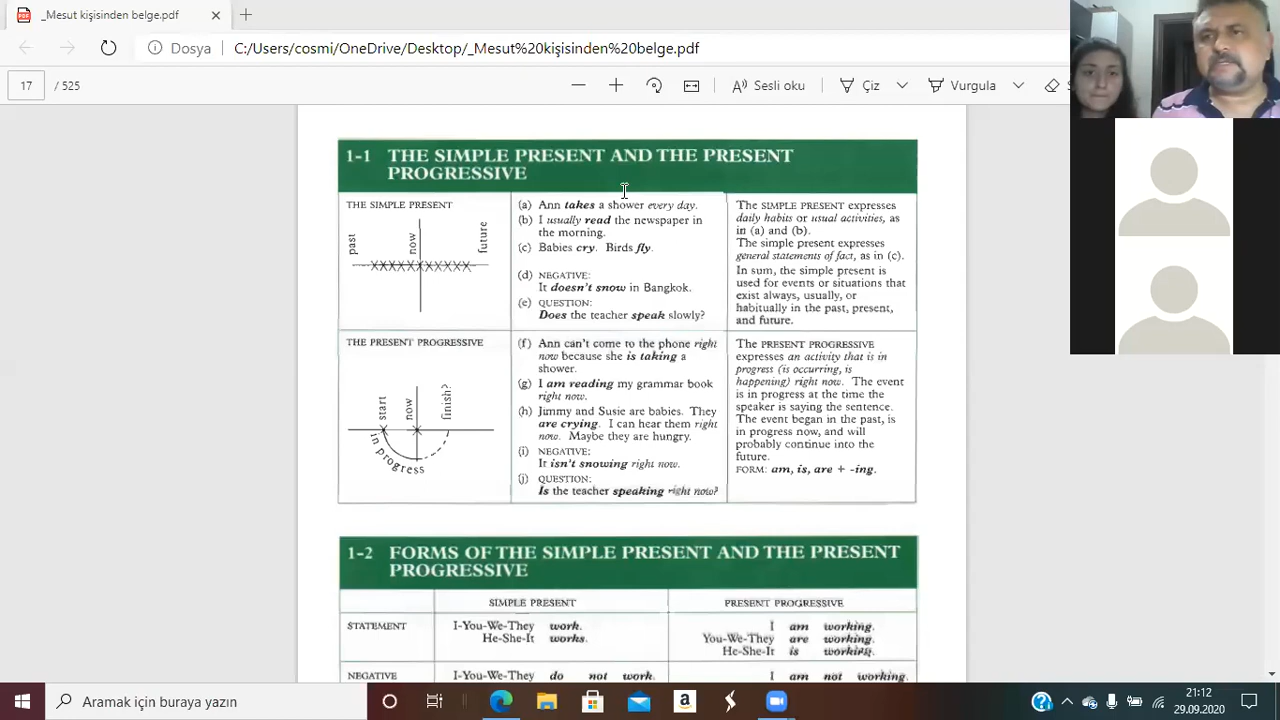 _Mesut kişisinden belge.pdf
Dosya
C:/Users/cosmi/OneDrive/Desktop/_Mesut%20kişisinden%20belge.pdf
17 / 525
Sesli oku
Çiz
Vurgula
1-1 THE SIMPLE PRESENT AND THE PRESENT
PROGRESSIVE
THE SIMPLE PRESENT
past
now
future
(a) Ann takes a shower every day.
(b) I usually read the newspaper in
the morning.
(c) Babies cry. Birds fly.
(d) NEGATIVE:
It doesn't snow in Bangkok.
(e) QUESTION:
Does the teacher speak slowly?
The SIMPLE PRESENT expresses
daily habits or usual activities, as
in (a) and (b).
The simple present expresses
general statements of fact, as in (c).
In sum, the simple present is
used for events or situations that
exist always, usually, or
habitually in the past, present,
and future.
THE PRESENT PROGRESSIVE
start
now
finish?
in progress
(f) Ann can't come to the phone right
now because she is taking a
shower.
(g) I am reading my grammar book
right now.
(h) Jimmy and Susie are babies. They
are crying. I can hear them right
now. Maybe they are hungry.
(i) NEGATIVE:
It isn't snowing right now.
(j) QUESTION:
Is the teacher speaking right now?
The PRESENT PROGRESSIVE
expresses an activity that is in
progress (is occurring, is
happening) right now. The event
is in progress at the time the
speaker is saying the sentence.
The event began in the past, is
in progress now, and will
probably continue into the
future.
FORM: am, is, are + -ing.
1-2 FORMS OF THE SIMPLE PRESENT AND THE PRESENT
PROGRESSIVE
SIMPLE PRESENT
PRESENT PROGRESSIVE
STATEMENT
I-You-We-They work.
He-She-It works.
I am working.
You-We-They are working.
He-She-It is working.
NEGATIVE
I-You-We-They do not work.
I am not working.
Aramak için buraya yazın
21:12
29.09.2020